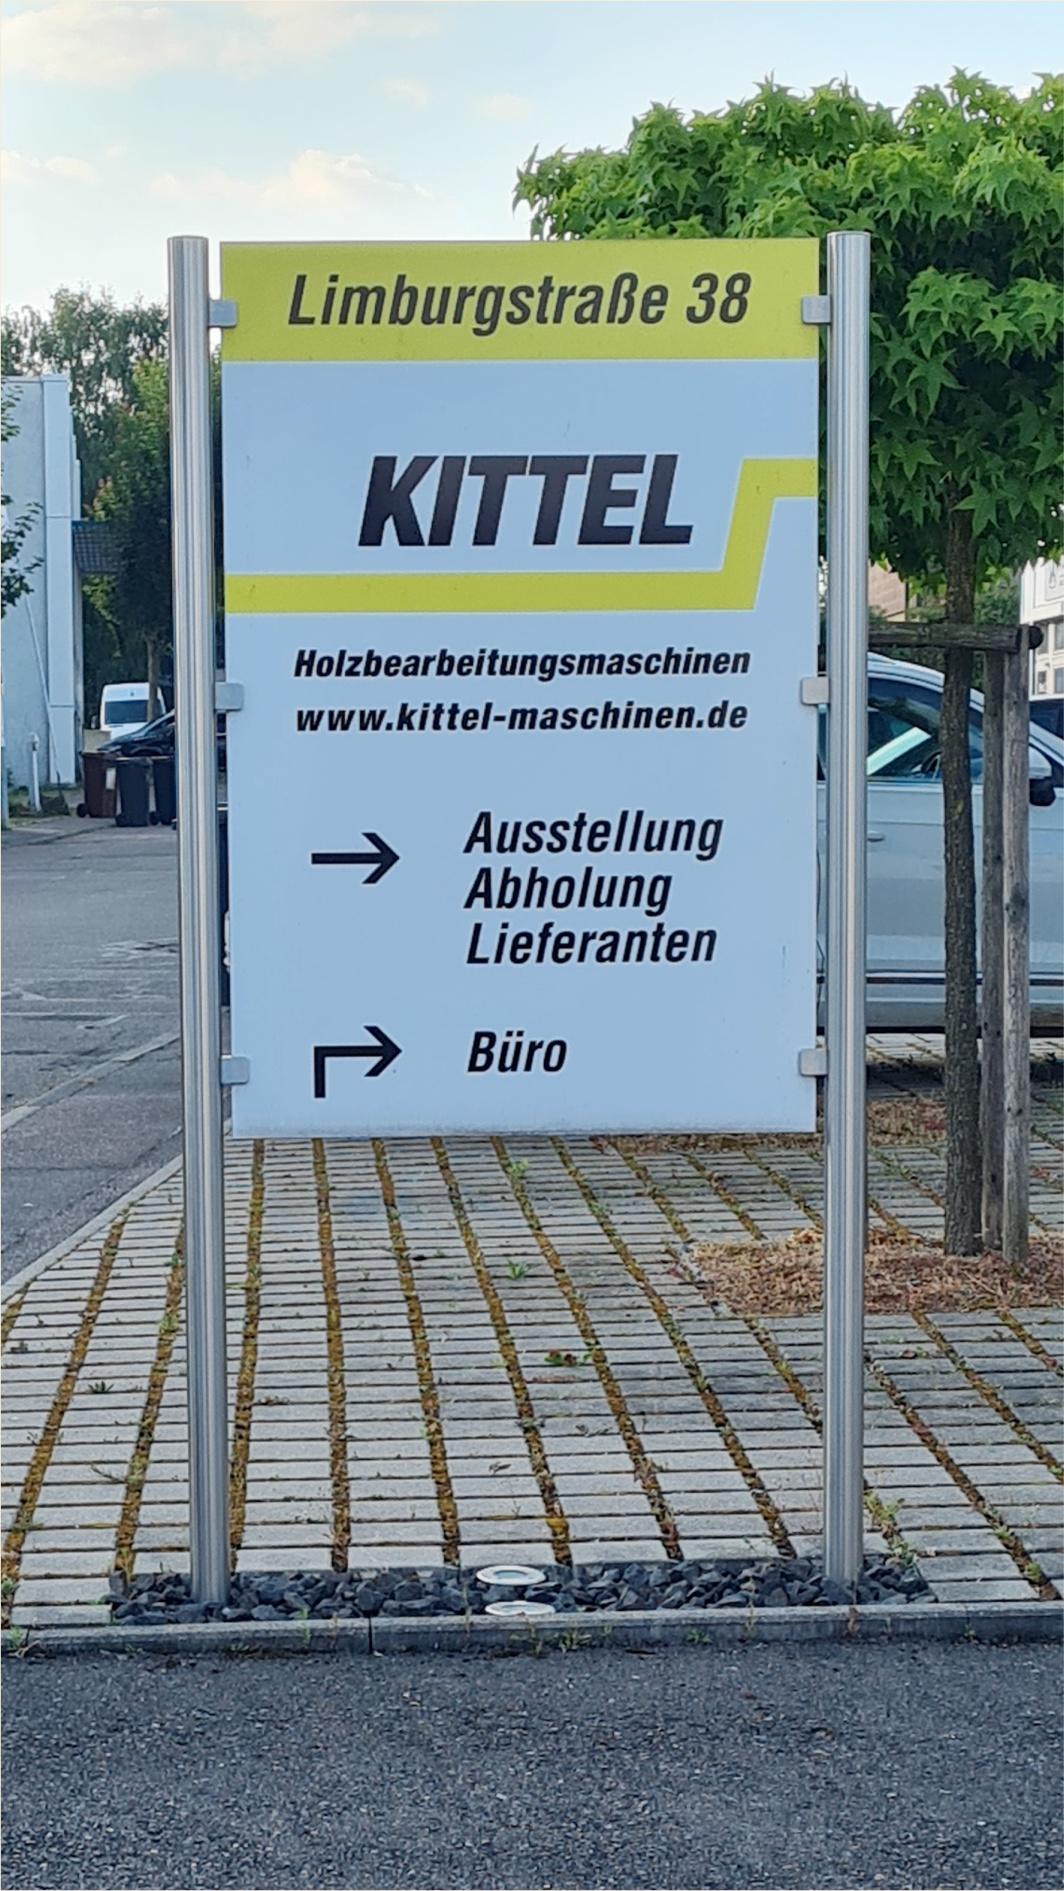 Limburgstraße 38
KITTEL
Holzbearbeitungsmaschinen
www.kittel-maschinen.de
Ausstellung
Abholung
Lieferanten
Büro